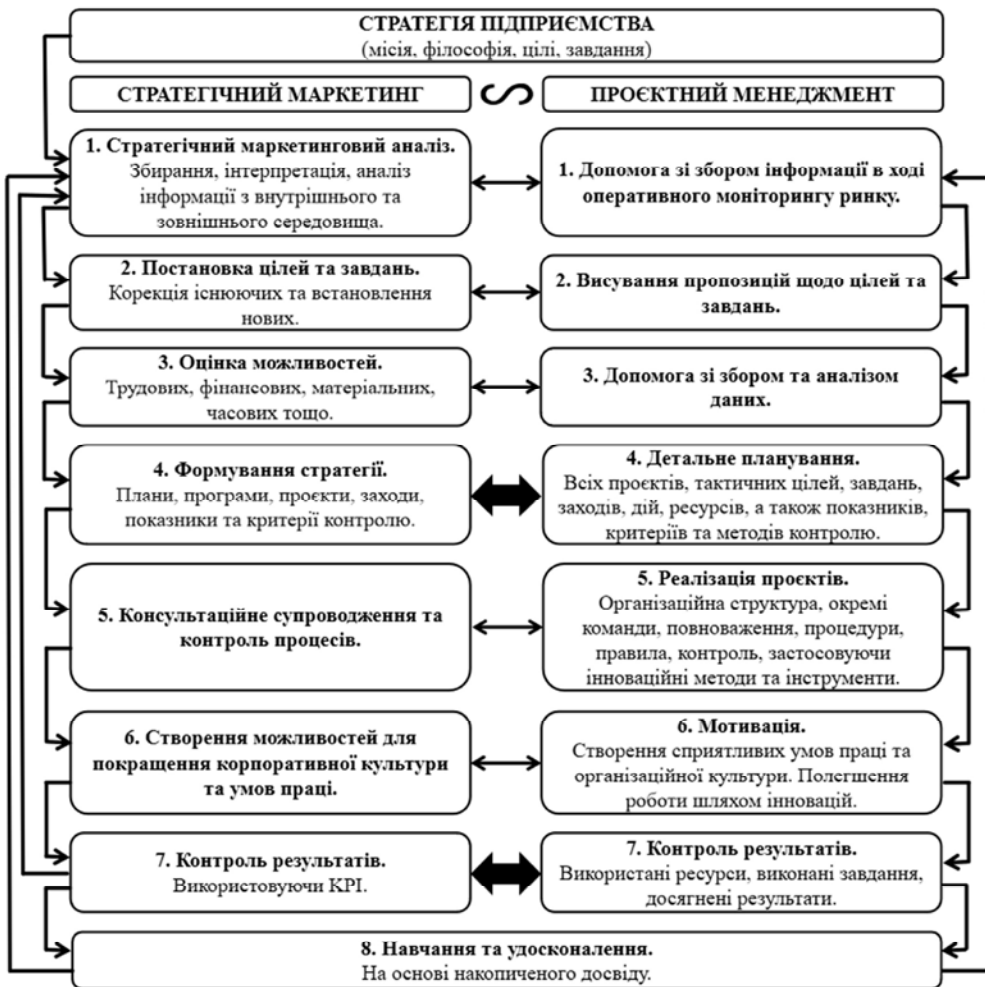 СТРАТЕГІЯ ПІДПРИЄМСТВА
(місія, філософія, цілі, завдання)
СТРАТЕГІЧНИЙ МАРКЕТИНГ
ПРОЄКТНИЙ МЕНЕДЖМЕНТ
1. Стратегічний маркетинговий аналіз.
Збирання, інтерпретація, аналіз
інформації з внутрішнього та
зовнішнього середовища.
1. Допомога зі збором інформації в ході
оперативного моніторингу ринку.
2. Постановка цілей та завдань.
Корекція існуючих та встановлення
нових.
2. Висування пропозицій щодо цілей та
завдань.
3. Оцінка можливостей.
Трудових, фінансових, матеріальних,
часових тощо.
3. Допомога зі збором та аналізом
даних.
4. Формування стратегії.
Плани, програми, проєкти, заходи,
показники та критерії контролю.
4. Детальне планування.
Всіх проєктів, тактичних цілей, завдань,
заходів, дій, ресурсів, а також показників,
критеріїв та методів контролю.
5. Консультаційне супроводження та
контроль процесів.
5. Реалізація проєктів.
Організаційна структура, окремі
команди, повноваження, процедури,
правила, контроль, застосовуючи
інноваційні методи та інструменти.
6. Створення можливостей для
покращення корпоративної культури
та умов праці.
6. Мотивація.
Створення сприятливих умов праці та
організаційної культури. Полегшення
роботи шляхом інновацій.
7. Контроль результатів.
Використовуючи KPI.
7. Контроль результатів.
Використані ресурси, виконані завдання,
досягнені результати.
8. Навчання та удосконалення.
На основі накопиченого досвіду.